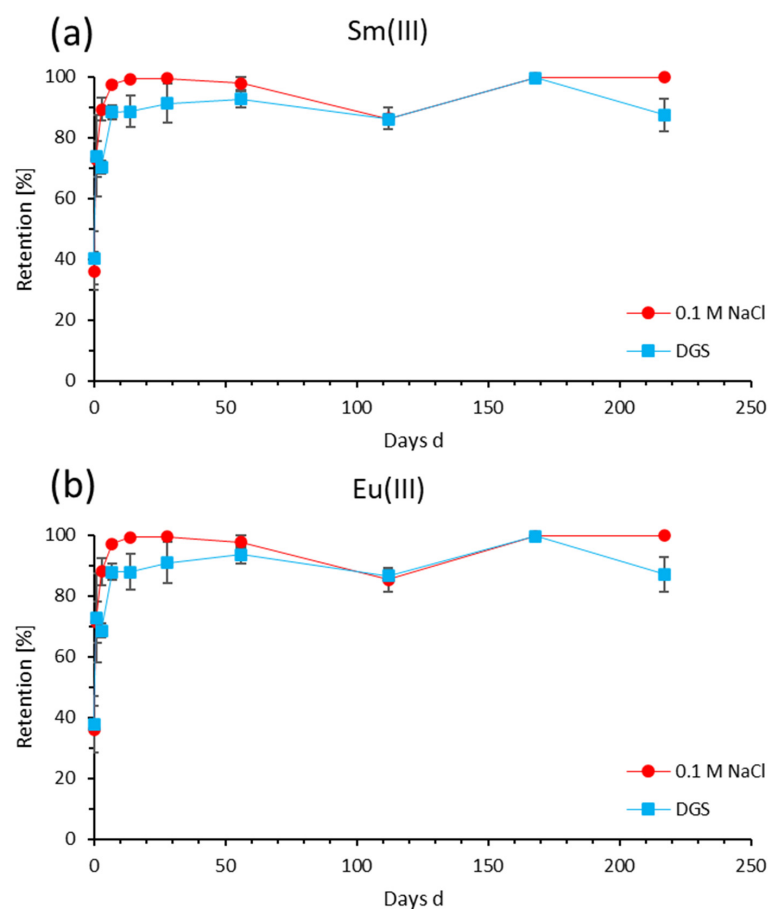 (a)
Sm(III)
Retention [%]
100
80
60
40
20
0
0 50 100 150 200 250
Days d
0.1 M NaCl
DGS
(b)
Eu(III)
Retention [%]
100
80
60
40
20
0
0 50 100 150 200 250
Days d
0.1 M NaCl
DGS